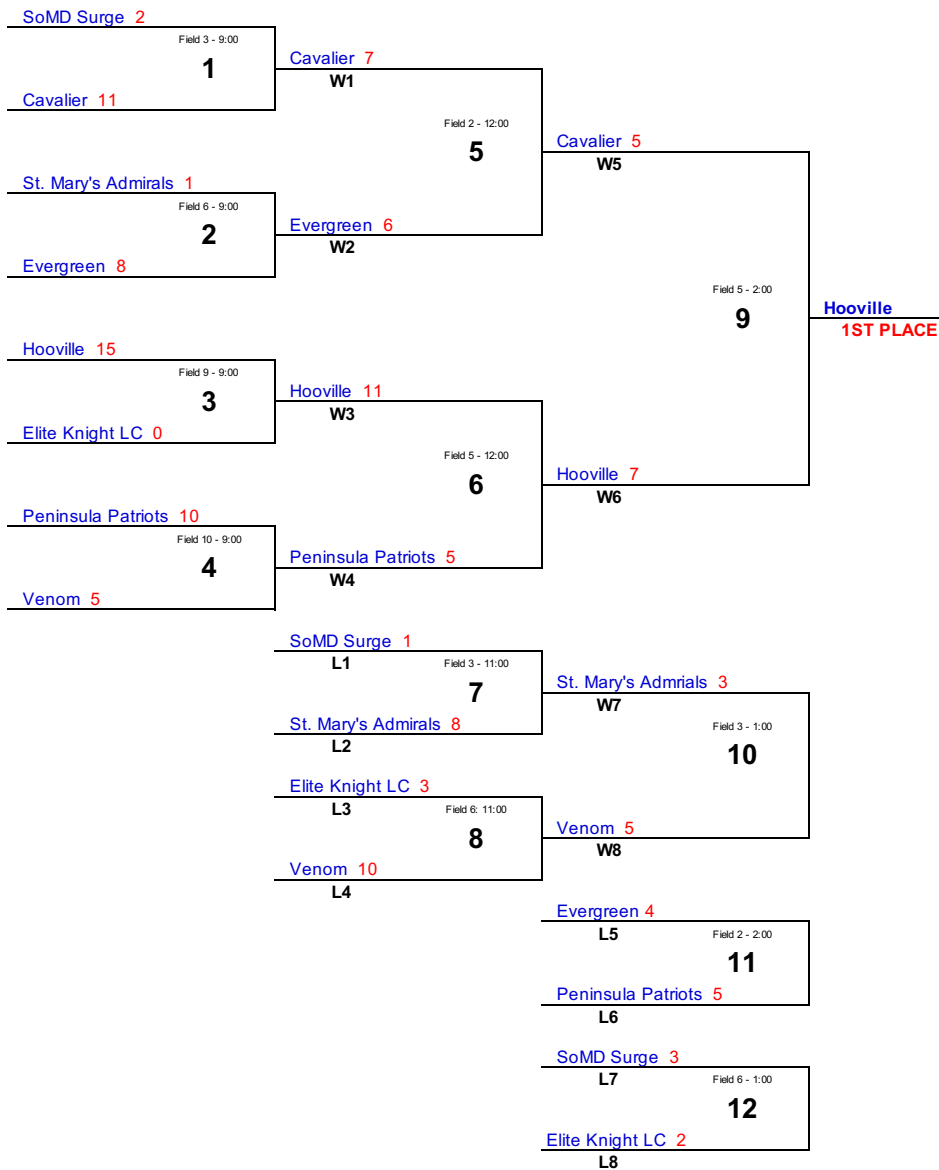 SoMD Surge 2
Field 3 - 9:00
1
Cavalier 7
W1
Cavalier 11
Field 2 - 12:00
5
Cavalier 5
W5
St. Mary's Admirals 1
Field 6 - 9:00
2
Evergreen 6
W2
Evergreen 8
Field 5 - 2:00
9
Hooville
1ST PLACE
Hooville 15
Field 9 - 9:00
3
Hooville 11
W3
Elite Knight LC 0
Field 5 - 12:00
6
Hooville 7
W6
Peninsula Patriots 10
Field 10 - 9:00
4
Peninsula Patriots 5
W4
Venom 5
SoMD Surge 1
L1
Field 3 - 11:00
7
St. Mary's Admrials 3
W7
St. Mary's Admirals 8
L2
Field 3 - 1:00
10
Elite Knight LC 3
L3
Field 6: 11:00
8
Venom 5
W8
Venom 10
L4
Evergreen 4
L5
Field 2 - 2:00
11
Peninsula Patriots 5
L6
SoMD Surge 3
L7
Field 6 - 1:00
12
Elite Knight LC 2
L8